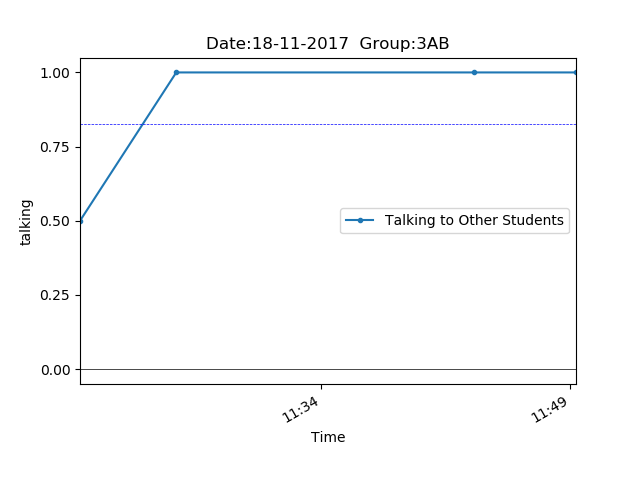 Date:18-11-2017  Group:3AB
1.00
0.75
0.50
0.25
0.00
talking
Talking to Other Students
11:34
11:49
Time